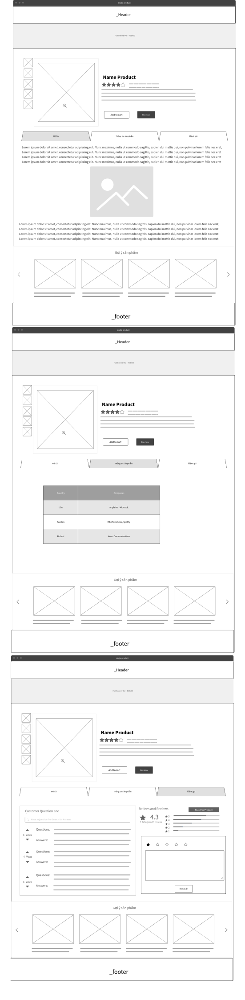 single product
_Header
Full Banner Ad - 468x60
Name Product
Add to cart
Buy now
Mô Tả
Thông tin sản phẩm
Đánh giá
Lorem ipsum dolor sit amet, consectetur adipiscing elit. Nunc maximus, nulla ut commodo sagittis, sapien dui mattis dui, non pulvinar lorem felis nec erat,
Lorem ipsum dolor sit amet, consectetur adipiscing elit. Nunc maximus, nulla ut commodo sagittis, sapien dui mattis dui, non pulvinar lorem felis nec erat
Lorem ipsum dolor sit amet, consectetur adipiscing elit. Nunc maximus, nulla ut commodo sagittis, sapien dui mattis dui, non pulvinar lorem felis nec erat
Lorem ipsum dolor sit amet, consectetur adipiscing elit. Nunc maximus, nulla ut commodo sagittis, sapien dui mattis dui, non pulvinar lorem felis nec erat
Lorem ipsum dolor sit amet, consectetur adipiscing elit. Nunc maximus, nulla ut commodo sagittis, sapien dui mattis dui, non pulvinar lorem felis nec erat,
Lorem ipsum dolor sit amet, consectetur adipiscing elit. Nunc maximus, nulla ut commodo sagittis, sapien dui mattis dui, non pulvinar lorem felis nec erat
Lorem ipsum dolor sit amet, consectetur adipiscing elit. Nunc maximus, nulla ut commodo sagittis, sapien dui mattis dui, non pulvinar lorem felis nec erat
Lorem ipsum dolor sit amet, consectetur adipiscing elit. Nunc maximus, nulla ut commodo sagittis, sapien dui mattis dui, non pulvinar lorem felis nec erat
Gợi ý sản phẩm
_footer
single product
_Header
Full Banner Ad - 468x60
Name Product
Add to cart
Buy now
Mô Tả
Thông tin sản phẩm
Đánh giá
Country
Companies
USA
Apple Inc , Microsoft
Sweden
IKEA Furnitures , Spotify
Finland
Nokia Communications
Gợi ý sản phẩm
_footer
single product
_Header
Full Banner Ad - 468x60
Name Product
Add to cart
Buy now
Mô Tả
Thông tin sản phẩm
Đánh giá
Customer Question and
Have a Question ? or Search for Answers
Questions:
4 Votes
Answers:
Questions:
4 Votes
Answers:
Questions:
4 Votes
Answers:
Ratings and Reviews
Rate this Product
4.3
7 Ratings and 3 reviews
5
4
3
2
1
Bình luận
Gợi ý sản phẩm
_footer